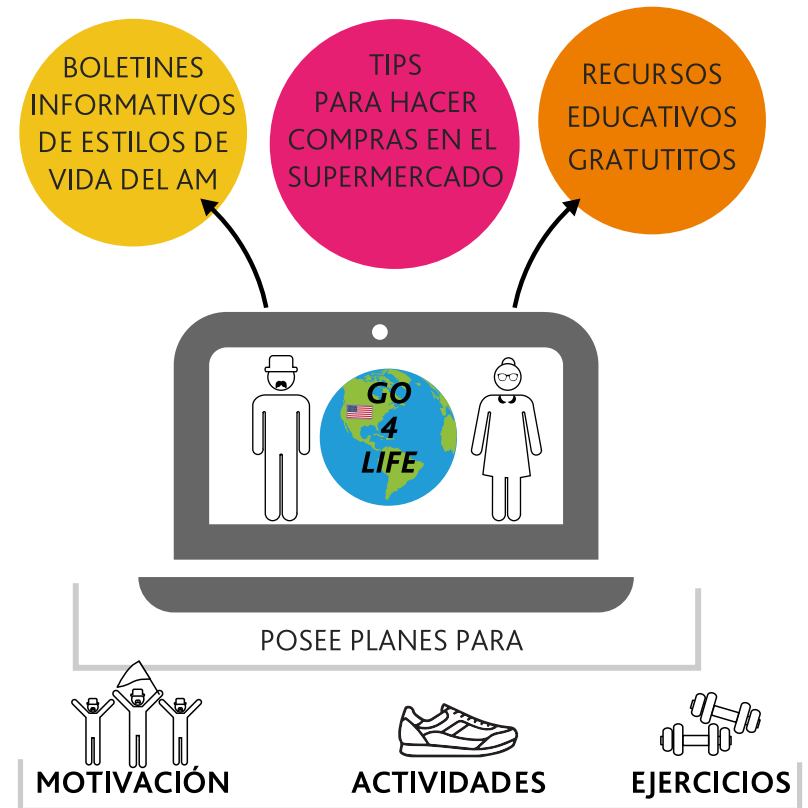 BOLETINES
INFORMATIVOS
DE ESTILOS DE
VIDA DEL AM
TIPS
PARA HACER
COMPRAS EN EL
SUPERMERCADO
RECURSOS
EDUCATIVOS
GRATUTITOS
GO
4
LIFE
POSEE PLANES PARA
MOTIVACIÓN
ACTIVIDADES
EJERCICIOS